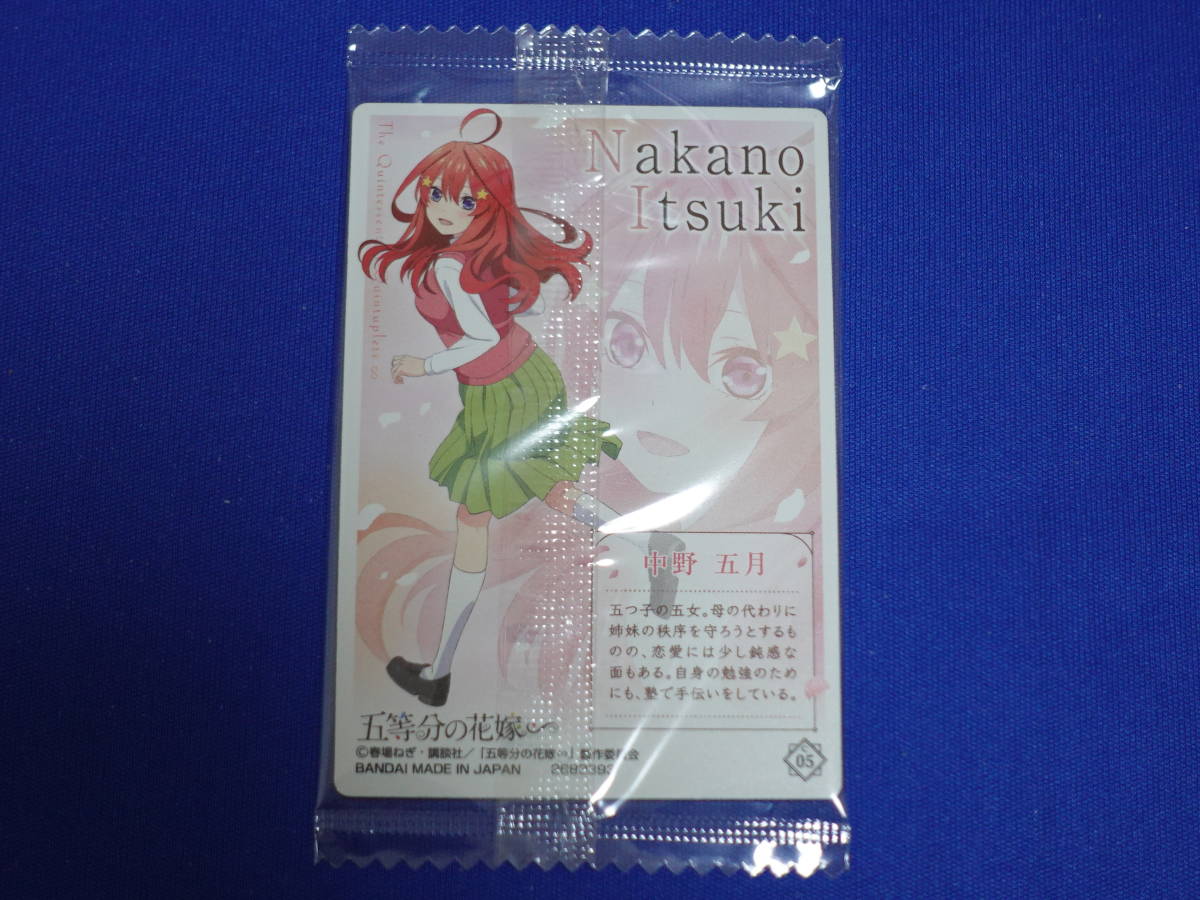 Nakano
Itsuki
The Quintessential Quintuplets ∞
中野 五月
五つ子の五女。母の代わりに
姉妹の秩序を守ろうとするも
のの、恋愛には少し鈍感な
面もある。自身の勉強のため
にも、塾で手伝いをしている。
五等分の花嫁∽
©春場ねぎ・講談社/「五等分の花嫁∽」製作委員会
BANDAI MADE IN JAPAN
C
05